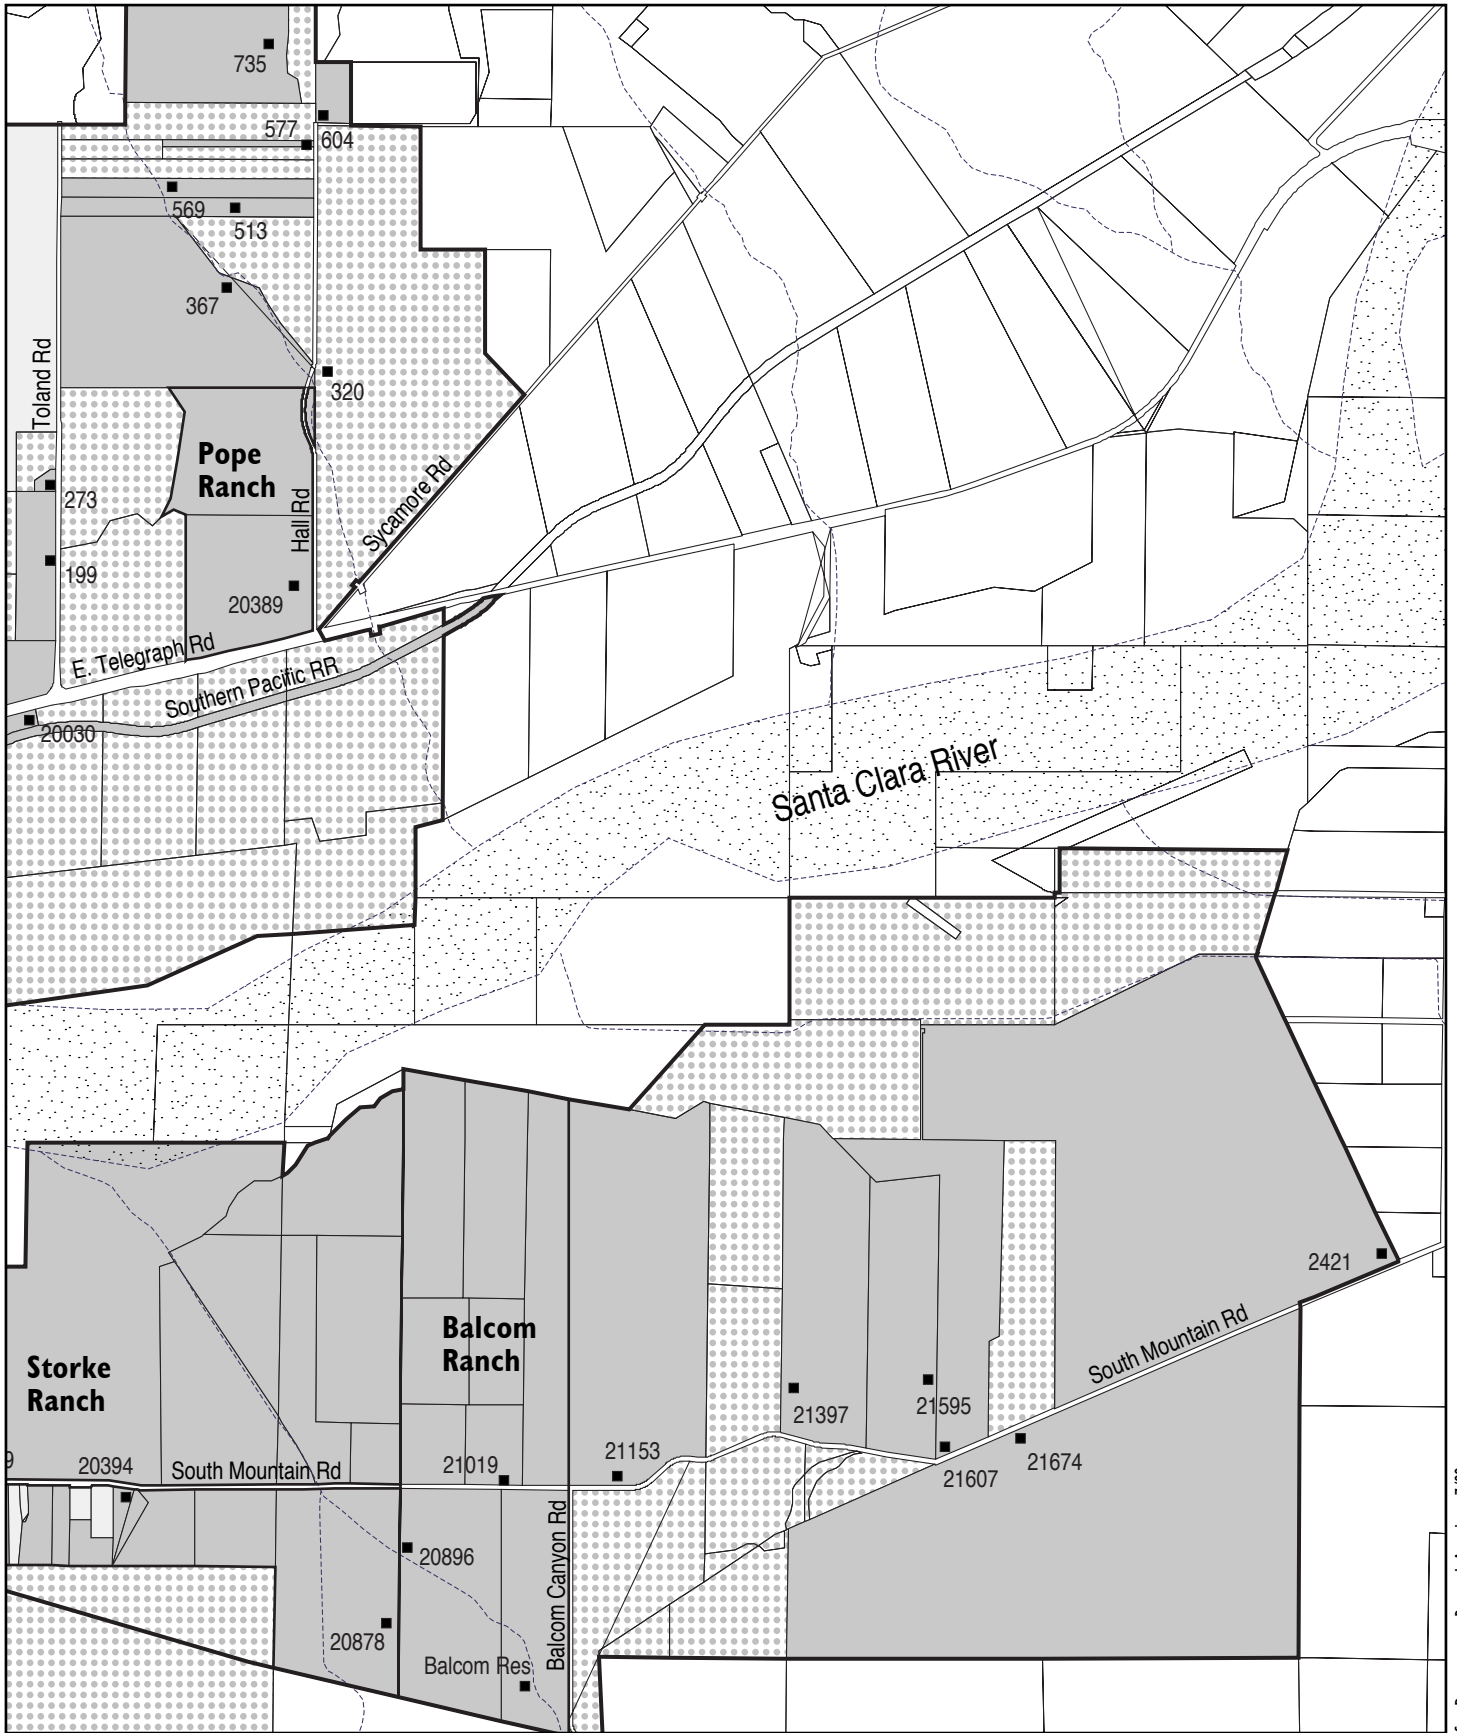 735
577
604
569
513
367
320
Toland Rd
Pope
Ranch
273
Hall Rd
Sycamore Rd
199
20389
E. Telegraph Rd
Southern Pacific RR
20030
Santa Clara River
2421
South Mountain Rd
Balcom
Ranch
Storke
Ranch
21397
21595
9
20394
South Mountain Rd
21019
21153
21607
21674
20896
Balcom Canyon Rd
20878
Balcom Res